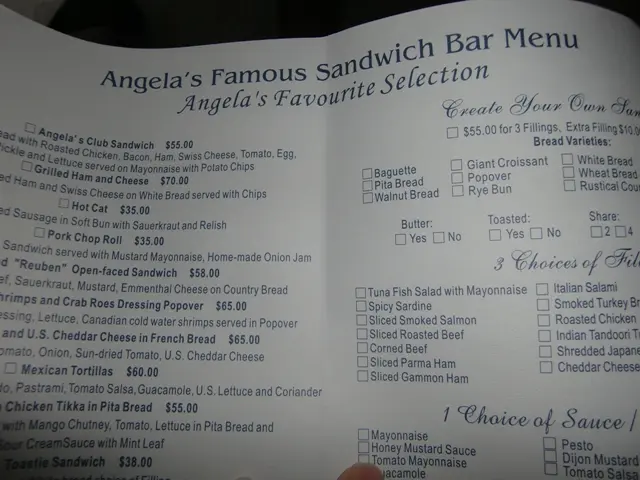 Angela's Famous Sandwich Bar Menu
Angela's Favourite Selection
Angela's Club Sandwich $55.00
with Roasted Chicken, Bacon, Ham, Swiss Cheese, Tomato, Egg,
and Lettuce served on Mayonnaise with Potato Chips
Grilled Ham and Cheese $70.00
Ham and Swiss Cheese on White Bread served with Chips
Hot Cat $35.00
Sausage in Soft Bun with Sauerkraut and Relish
Pork Chop Roll $35.00
Sandwich served with Mustard Mayonnaise, Home-made Onion Jam
"Reuben" Open-faced Sandwich $58.00
Sauerkraut, Mustard, Emmenthal Cheese on Country Bread
and Crab Roes Dressing Popover $65.00
Lettuce, Canadian cold water shrimps served in Popover
and U.S. Cheddar Cheese in French Bread $65.00
Onion, Sun-dried Tomato, U.S. Cheddar Cheese
Mexican Tortillas $60.00
Pastrami, Tomato Salsa, Guacamole, U.S. Lettuce and Coriander
Chicken Tikka in Pita Bread $55.00
with Mango Chutney, Tomato, Lettuce in Pita Bread and
Sour CreamSauce with Mint Leaf
Toastie Sandwich $38.00
Create Your Own
$55.00 for 3 Fillings, Extra Filling $10.
Bread Varieties:
Baguette Giant Croissant White Bread
Pita Bread Popover Wheat Bread
Walnut Bread Rye Bun Rustical
Butter: Toasted: Share:
Yes No Yes No 2 4
3 Choices of
Tuna Fish Salad with Mayonnaise Italian Salami
Spicy Sardine Smoked Turkey
Sliced Smoked Salmon Roasted Chicken
Sliced Roasted Beef Indian Tandoori
Corned Beef Shredded
Sliced Parma Ham Cheddar Cheese
Sliced Gammon Ham
1 Choice of Sauce /
Mayonnaise Pesto
Honey Mustard Sauce Dijon Mustard
Tomato Mayonnaise Tomato Salsa